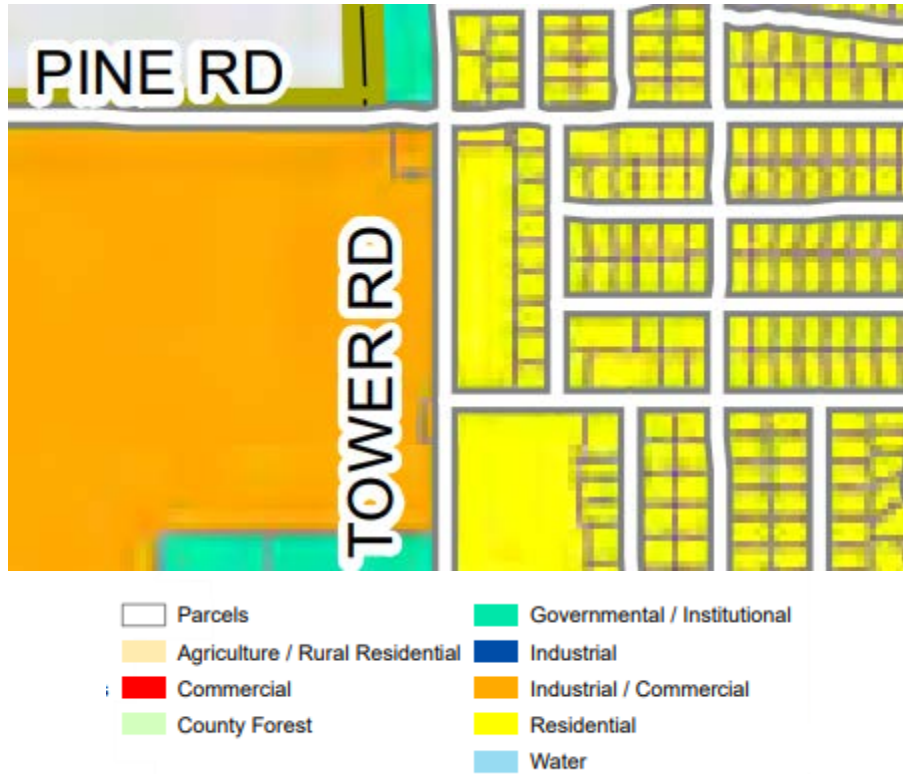 PINE RD
TOWER RD
Parcels
Agriculture / Rural Residential
Commercial
County Forest
Governmental / Institutional
Industrial
Industrial / Commercial
Residential
Water